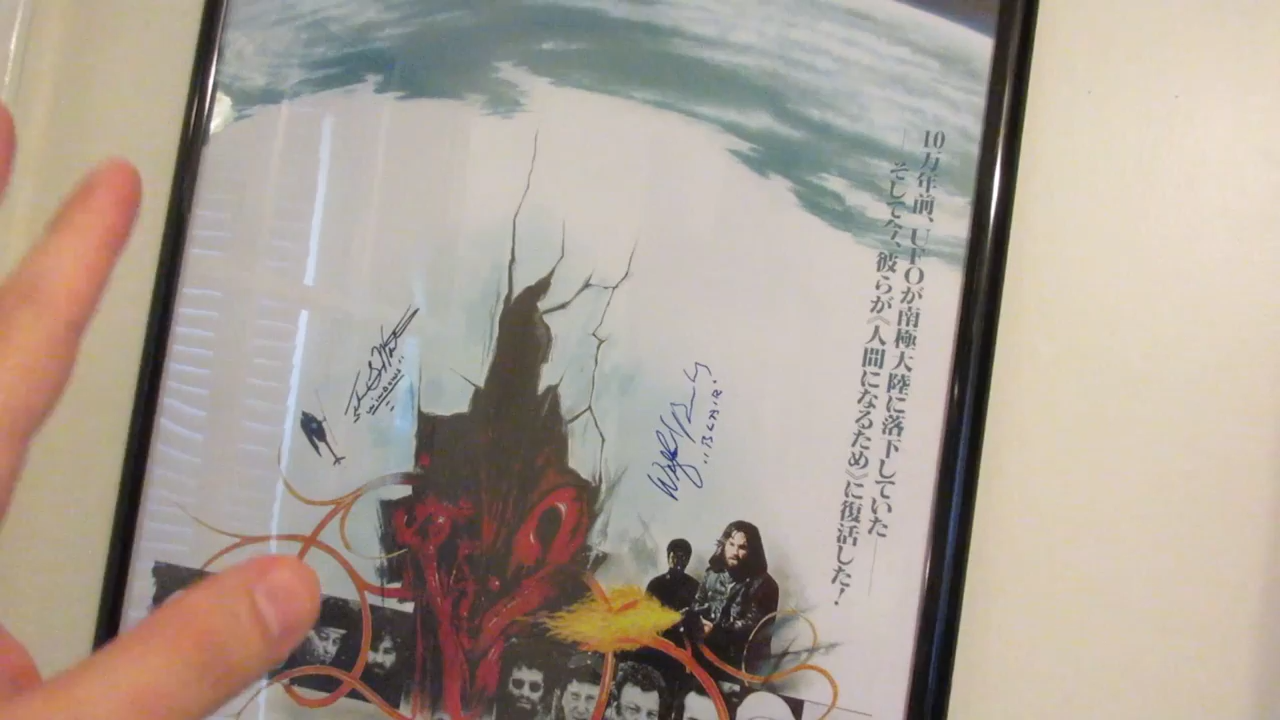 10万年前、UFOが南極大陸に落下していた——
——そして今、彼らが《人間になるため》に復活した!
"WINDOWS"
"BLAIR"